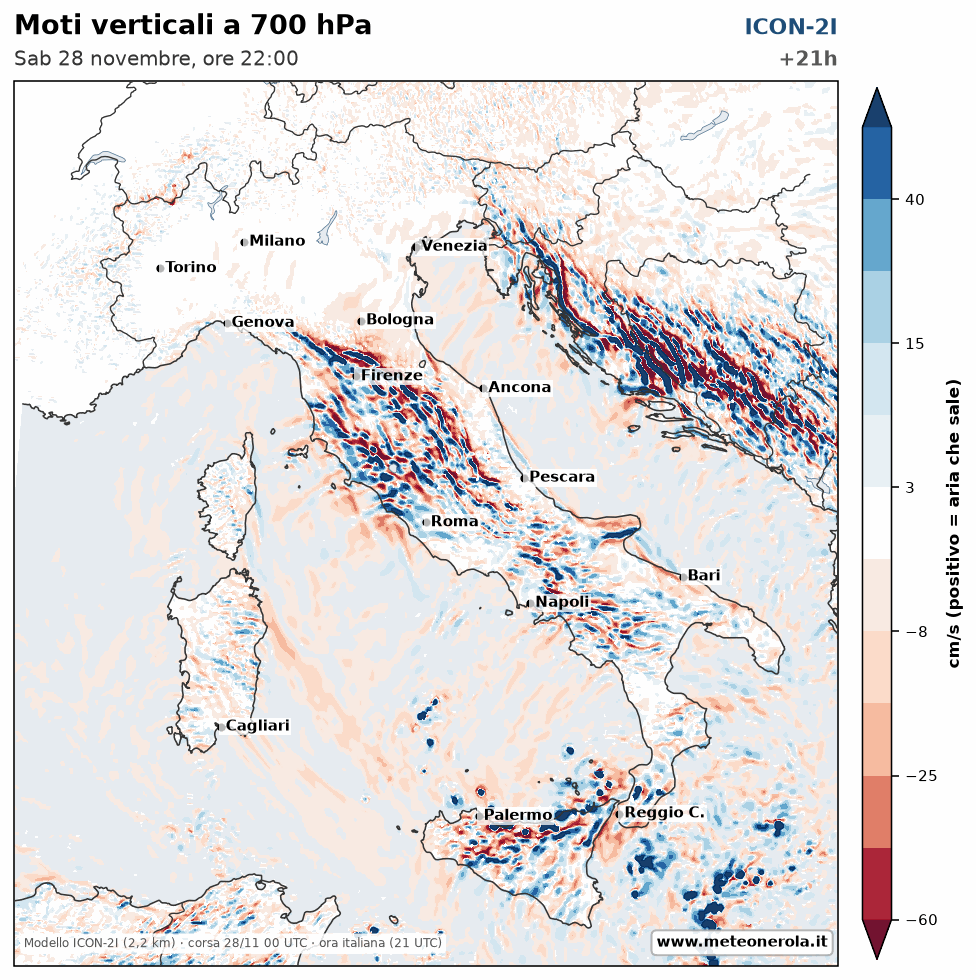 Moti verticali a 700 hPa
ICON-2I
Sab 28 novembre, ore 22:00
+21h
Milano
Venezia
Torino
Genova
Bologna
Firenze
Ancona
Pescara
Roma
Bari
Napoli
Cagliari
Palermo
Reggio C.
40
15
3
−8
−25
−60
cm/s (positivo = aria che sale)
Modello ICON-2I (2,2 km) · corsa 28/11 00 UTC · ora italiana (21 UTC)
www.meteonerola.it